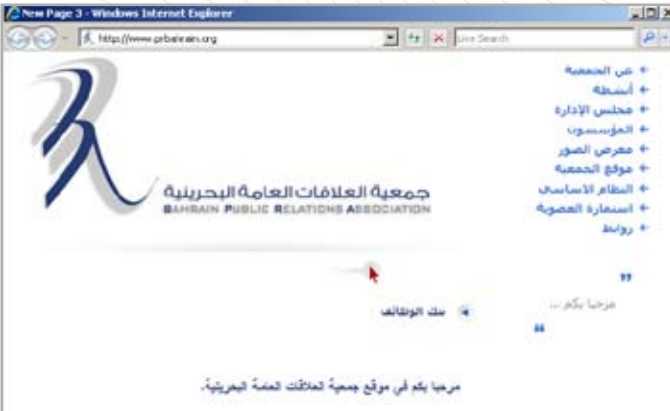 New Page 3 - Windows Internet Explorer
http://www.prbahrain.org
Live Search
عن الجمعية
أنشطة
مجلس الإدارة
المؤسسون
معرض الصور
موقع الجمعية
النظام الاساسي
استمارة العضوية
روابط
جمعية العلاقات العامة البحرينية
BAHRAIN PUBLIC RELATIONS ASSOCIATION
مرحبا بكم ...
بنك الوظائف
مرحبا بكم في موقع جمعية العلاقات العامة البحرينية.